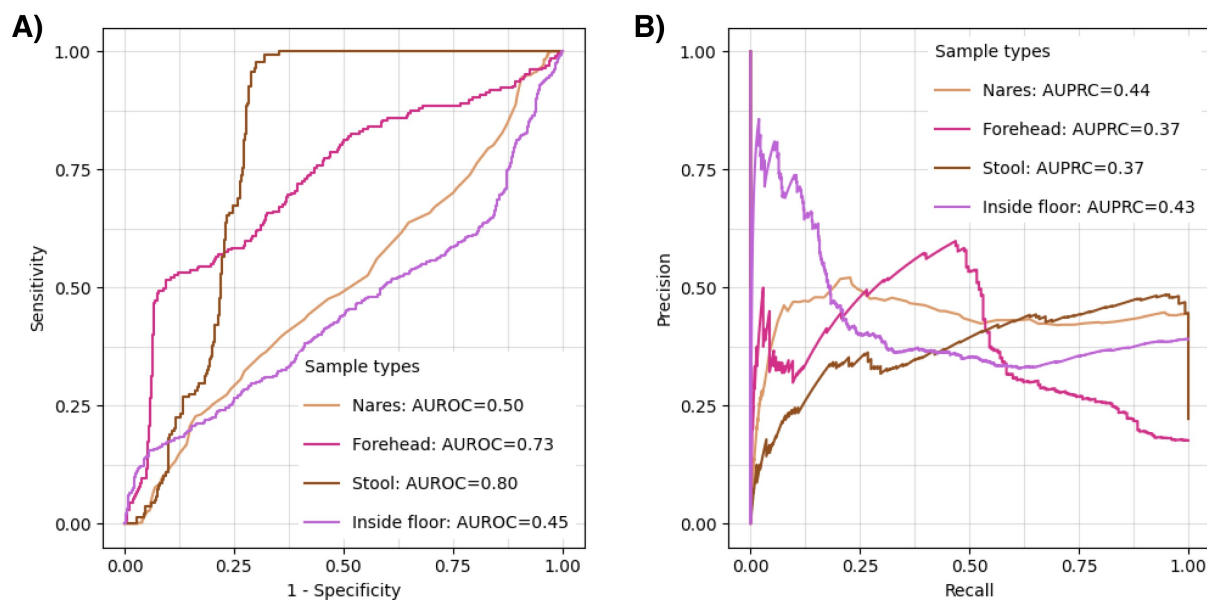 A)
1.00
0.75
0.50
0.25
0.00
Sensitivity
0.00 0.25 0.50 0.75 1.00
1 - Specificity
Sample types
Nares: AUROC=0.50
Forehead: AUROC=0.73
Stool: AUROC=0.80
Inside floor: AUROC=0.45
B)
1.00
0.75
0.50
0.25
0.00
Precision
0.00 0.25 0.50 0.75 1.00
Recall
Sample types
Nares: AUPRC=0.44
Forehead: AUPRC=0.37
Stool: AUPRC=0.37
Inside floor: AUPRC=0.43